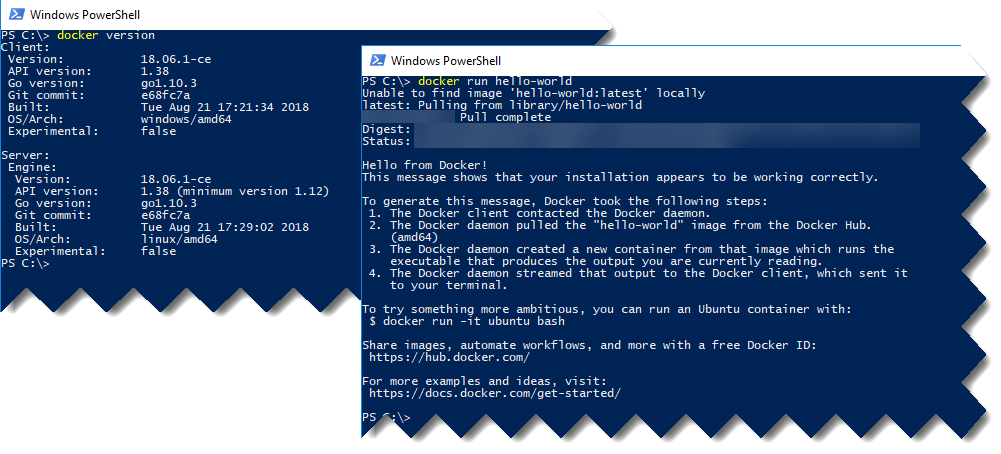 Windows PowerShell
PS C:\> docker version
Client:
 Version:           18.06.1-ce
 API version:       1.38
 Go version:        go1.10.3
 Git commit:        e68fc7a
 Built:             Tue Aug 21 17:21:34 2018
 OS/Arch:           windows/amd64
 Experimental:      false

Server:
 Engine:
  Version:          18.06.1-ce
  API version:      1.38 (minimum version 1.12)
  Go version:       go1.10.3
  Git commit:       e68fc7a
  Built:            Tue Aug 21 17:29:02 2018
  OS/Arch:          linux/amd64
  Experimental:     false
PS C:\>
Windows PowerShell
PS C:\> docker run hello-world
Unable to find image 'hello-world:latest' locally
latest: Pulling from library/hello-world
Pull complete
Digest:
Status:

Hello from Docker!
This message shows that your installation appears to be working correctly.

To generate this message, Docker took the following steps:
 1. The Docker client contacted the Docker daemon.
 2. The Docker daemon pulled the "hello-world" image from the Docker Hub.
    (amd64)
 3. The Docker daemon created a new container from that image which runs the
    executable that produces the output you are currently reading.
 4. The Docker daemon streamed that output to the Docker client, which sent it
    to your terminal.

To try something more ambitious, you can run an Ubuntu container with:
 $ docker run -it ubuntu bash

Share images, automate workflows, and more with a free Docker ID:
 https://hub.docker.com/

For more examples and ideas, visit:
 https://docs.docker.com/get-started/

PS C:\>